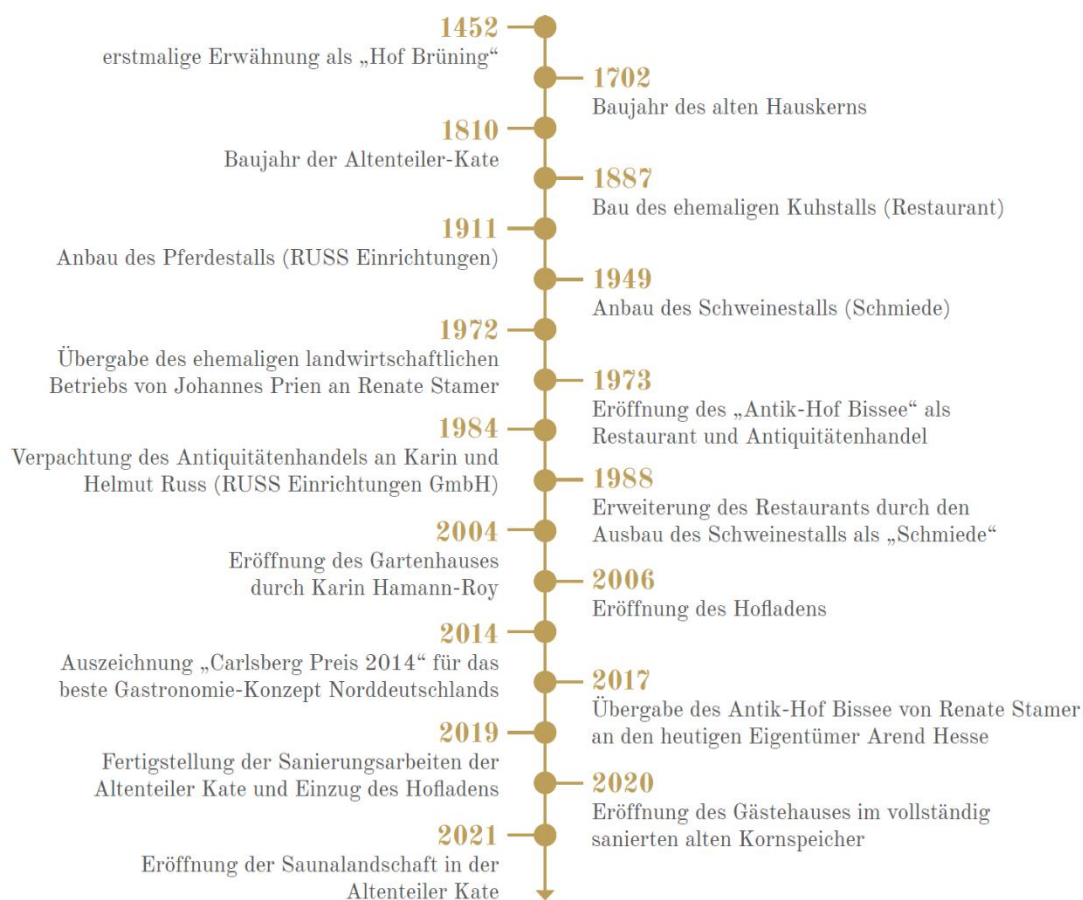 1452
erstmalige Erwähnung als „Hof Brüning“
1702
Baujahr des alten Hauskerns
1810
Baujahr der Altenteiler-Kate
1887
Bau des ehemaligen Kuhstalls (Restaurant)
1911
Anbau des Pferdestalls (RUSS Einrichtungen)
1949
Anbau des Schweinestalls (Schmiede)
1972
Übergabe des ehemaligen landwirtschaftlichen
Betriebs von Johannes Prien an Renate Stamer
1973
Eröffnung des „Antik-Hof Bissee“ als
Restaurant und Antiquitätenhandel
1984
Verpachtung des Antiquitätenhandels an Karin und
Helmut Russ (RUSS Einrichtungen GmbH)
1988
Erweiterung des Restaurants durch den
Ausbau des Schweinestalls als „Schmiede“
2004
Eröffnung des Gartenhauses
durch Karin Hamann-Roy
2006
Eröffnung des Hofladens
2014
Auszeichnung „Carlsberg Preis 2014“ für das
beste Gastronomie-Konzept Norddeutschlands
2017
Übergabe des Antik-Hof Bissee von Renate Stamer
an den heutigen Eigentümer Arend Hesse
2019
Fertigstellung der Sanierungsarbeiten der
Altenteiler Kate und Einzug des Hofladens
2020
Eröffnung des Gästehauses im vollständig
sanierten alten Kornspeicher
2021
Eröffnung der Saunalandschaft in der
Altenteiler Kate